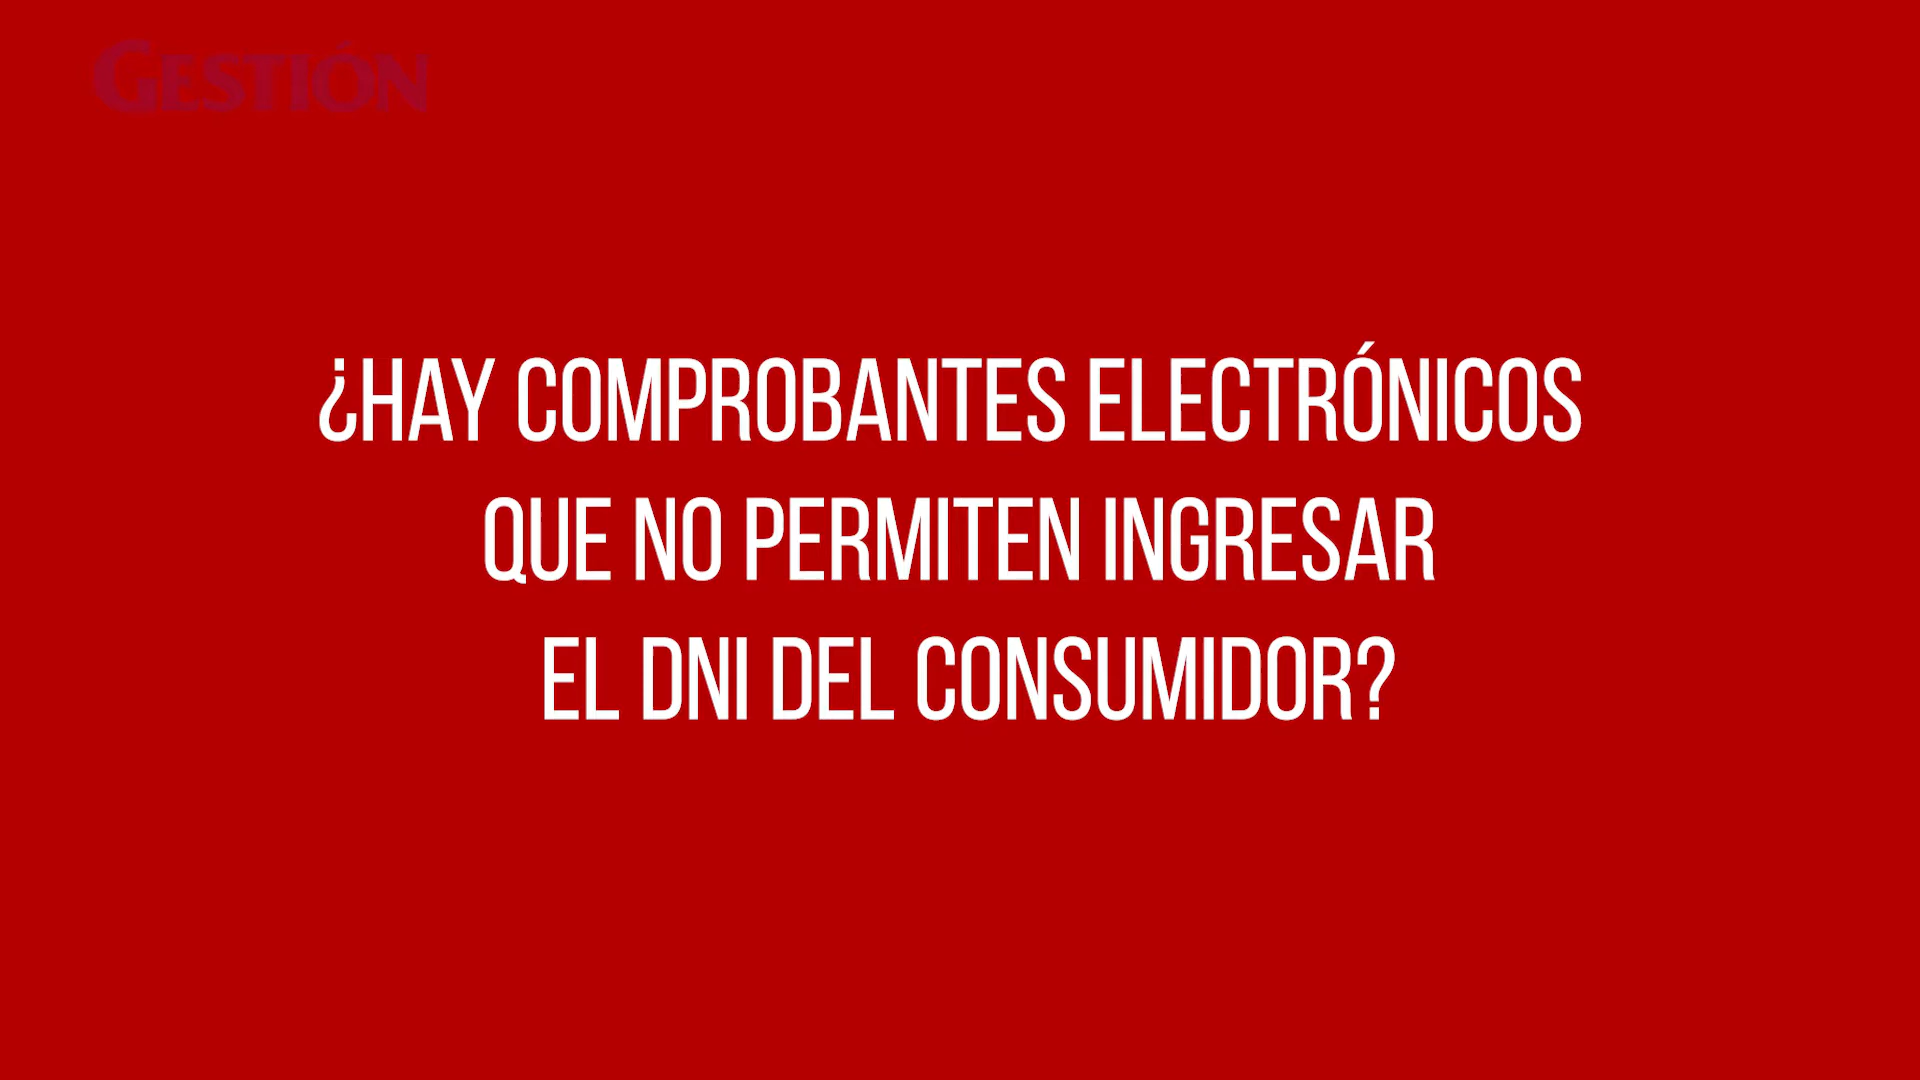 GESTIÓN
¿HAY COMPROBANTES ELECTRÓNICOS
QUE NO PERMITEN INGRESAR
EL DNI DEL CONSUMIDOR?